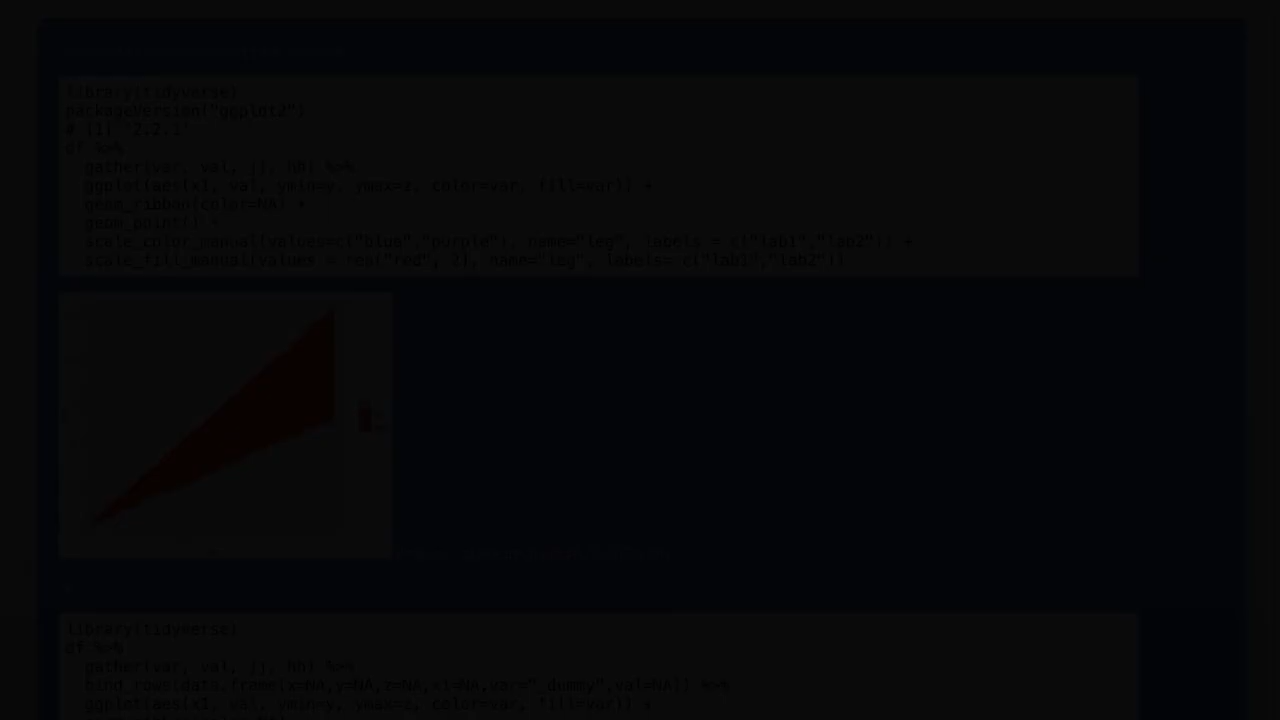 library(tidyverse)
packageVersion("ggplot2")
# [1] '2.2.1'
df %>%
gather(var, val, jj, hh) %>%
ggplot(aes(x1, val, ymin=y, ymax=z, color=var, fill=var)) +
geom_ribbon(color=NA) +
geom_point() +
scale_color_manual(values=c("blue","purple"), name="leg", labels = c("lab1","lab2")) +
scale_fill_manual(values = rep("red", 2), name="leg", labels= c("lab1","lab2"))
library(tidyverse)
df %>%
gather(var, val, jj, hh) %>%
bind_rows(data.frame(x=NA,y=NA,z=NA,x1=NA,var="_dummy",val=NA)) %>%
ggplot(aes(x1, val, ymin=y, ymax=z, color=var, fill=var)) +